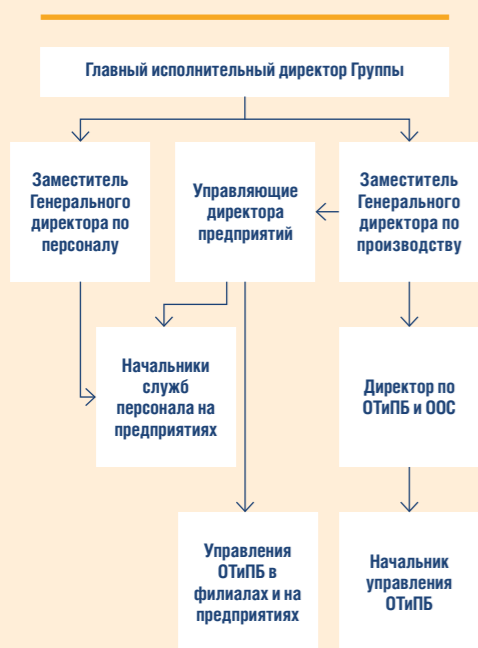 Главный исполнительный директор Группы
Заместитель
Генерального
директора по
персоналу
Управляющие
директора
предприятий
Заместитель
Генерального
директора по
производству
Начальники
служб
персонала на
предприятиях
Директор по
ОТиПБ и ООС
Управления
ОТиПБ в
филиалах и на
предприятиях
Начальник
управления
ОТиПБ